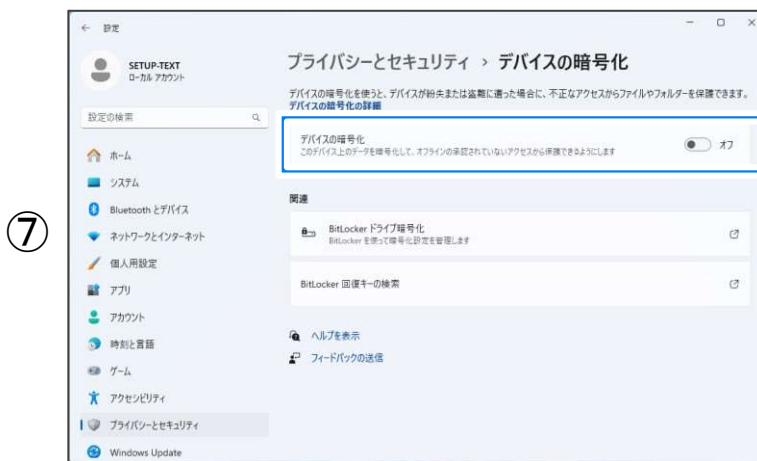 ← 設定
SETUP-TEXT
ローカル アカウント
設定の検索
ホーム
システム
Bluetooth とデバイス
ネットワークとインターネット
個人用設定
アプリ
アカウント
時刻と言語
ゲーム
アクセシビリティ
プライバシーとセキュリティ
Windows Update
⑦
プライバシーとセキュリティ › デバイスの暗号化
デバイスの暗号化を使うと、デバイスが紛失または盗難に遭った場合に、不正なアクセスからファイルやフォルダーを保護できます。
デバイスの暗号化の詳細
デバイスの暗号化
このデバイス上のデータを暗号化して、オフラインの承認されていないアクセスから保護できるようにします
オフ
関連
BitLocker ドライブ暗号化
BitLocker を使って暗号化設定を管理します
BitLocker 回復キーの検索
ヘルプを表示
フィードバックの送信